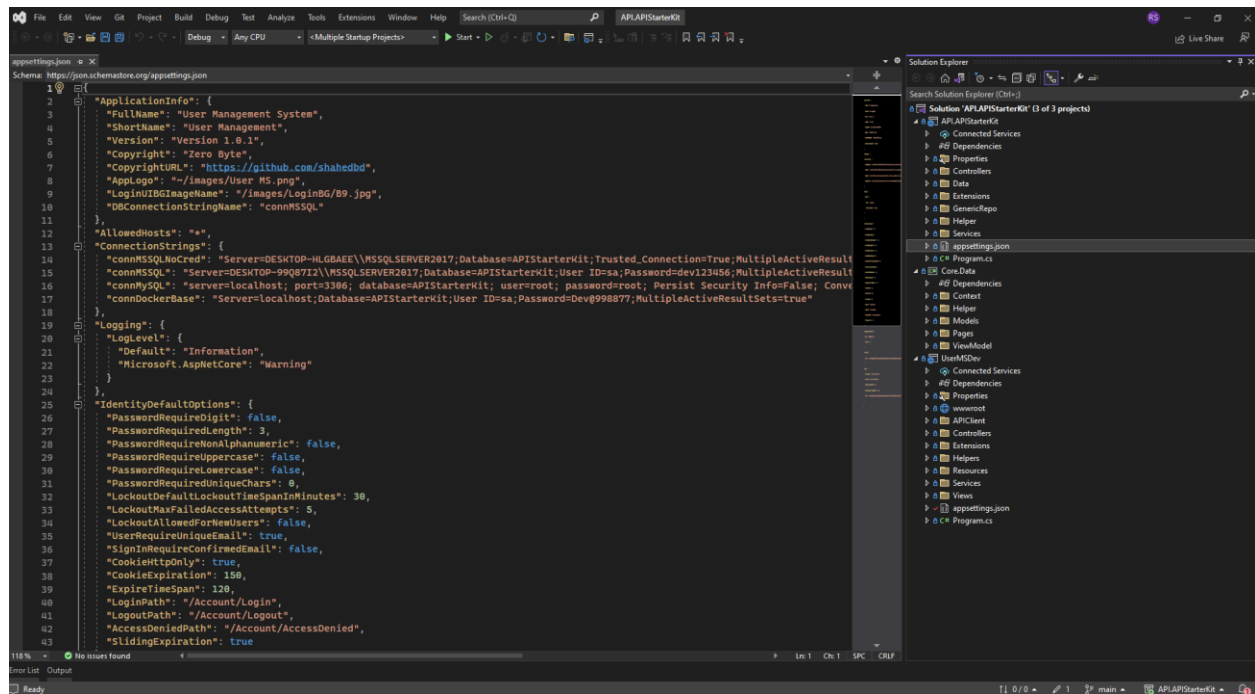 File Edit View Git Project Build Debug Test Analyze Tools Extensions Window Help Search (Ctrl+Q) API.APIStarterKit RS
Debug Any CPU <Multiple Startup Projects> Start Live Share
appsettings.json
Schema: https://json.schemastore.org/appsettings.json
1 {
2 "ApplicationInfo": {
3 "FullName": "User Management System",
4 "ShortName": "User Management",
5 "Version": "Version 1.0.1",
6 "Copyright": "Zero Byte",
7 "CopyrightURL": "https://github.com/shahedbd",
8 "AppLogo": "~/images/User MS.png",
9 "LoginUIBGImageName": "/images/LoginBG/B9.jpg",
10 "DBConnectionStringName": "connMSSQL"
11 },
12 "AllowedHosts": "*",
13 "ConnectionStrings": {
14 "connMSSQLNoCred": "Server=DESKTOP-HLGBAEE\\MSSQLSERVER2017;Database=APIStarterKit;Trusted_Connection=True;MultipleActiveResult
15 "connMSSQL": "Server=DESKTOP-99Q87I2\\MSSQLSERVER2017;Database=APIStarterKit;User ID=sa;Password=dev123456;MultipleActiveResult
16 "connMySQL": "server=localhost; port=3306; database=APIStarterKit; user=root; password=root; Persist Security Info=False; Conve
17 "connDockerBase": "Server=localhost;Database=APIStarterKit;User ID=sa;Password=Dev@998877;MultipleActiveResultSets=true"
18 },
19 "Logging": {
20 "LogLevel": {
21 "Default": "Information",
22 "Microsoft.AspNetCore": "Warning"
23 }
24 },
25 "IdentityDefaultOptions": {
26 "PasswordRequireDigit": false,
27 "PasswordRequiredLength": 3,
28 "PasswordRequireNonAlphanumeric": false,
29 "PasswordRequireUppercase": false,
30 "PasswordRequireLowercase": false,
31 "PasswordRequiredUniqueChars": 0,
32 "LockoutDefaultLockoutTimeSpanInMinutes": 30,
33 "LockoutMaxFailedAccessAttempts": 5,
34 "LockoutAllowedForNewUsers": false,
35 "UserRequireUniqueEmail": true,
36 "SignInRequireConfirmedEmail": false,
37 "CookieHttpOnly": true,
38 "CookieExpiration": 150,
39 "ExpireTimeSpan": 120,
40 "LoginPath": "/Account/Login",
41 "LogoutPath": "/Account/Logout",
42 "AccessDeniedPath": "/Account/AccessDenied",
43 "SlidingExpiration": true
118 % No issues found Ln: 1 Ch: 1 SPC CRLF
Solution Explorer
Search Solution Explorer (Ctrl+;)
Solution 'API.APIStarterKit' (3 of 3 projects)
API.APIStarterKit
Connected Services
Dependencies
Properties
Controllers
Data
Extensions
GenericRepo
Helper
Services
appsettings.json
C# Program.cs
Core.Data
Dependencies
Context
Helper
Models
Pages
ViewModel
UserMSDev
Connected Services
Dependencies
Properties
wwwroot
APIClient
Controllers
Extensions
Helpers
Resources
Services
Views
appsettings.json
C# Program.cs
Error List Output
Ready 0 / 0 1 main API.APIStarterKit